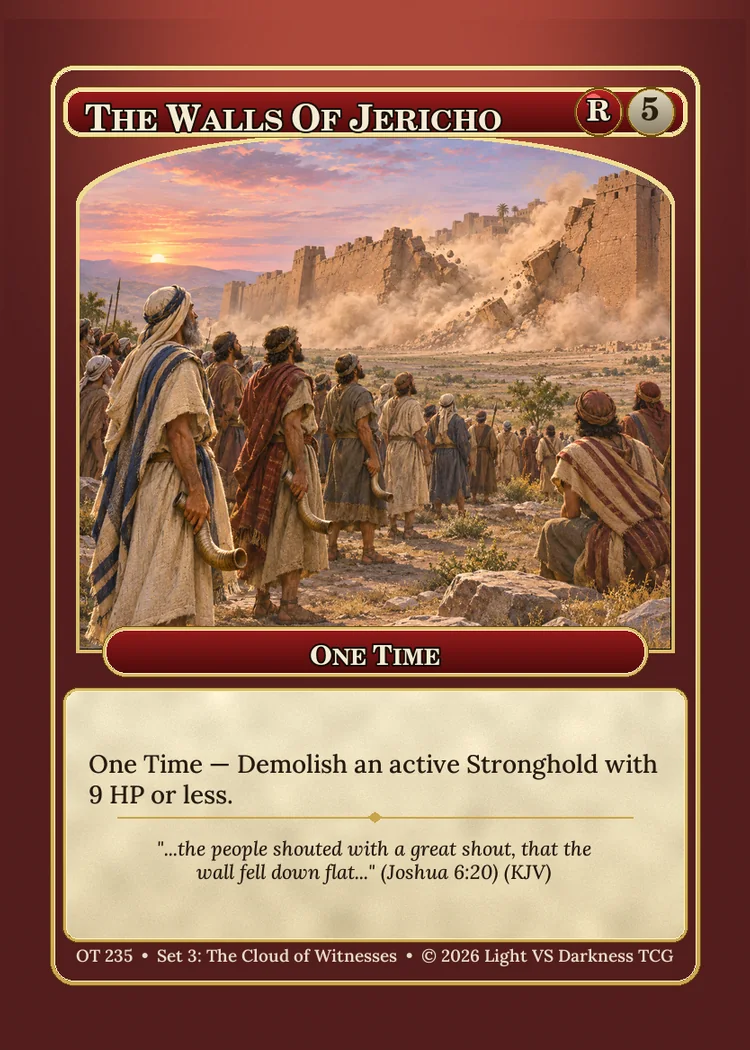 The Walls Of Jericho R 5
One Time
One Time — Demolish an active Stronghold with
9 HP or less.
"...the people shouted with a great shout, that the
wall fell down flat..." (Joshua 6:20) (KJV)
OT 235 • Set 3: The Cloud of Witnesses • © 2026 Light VS Darkness TCG